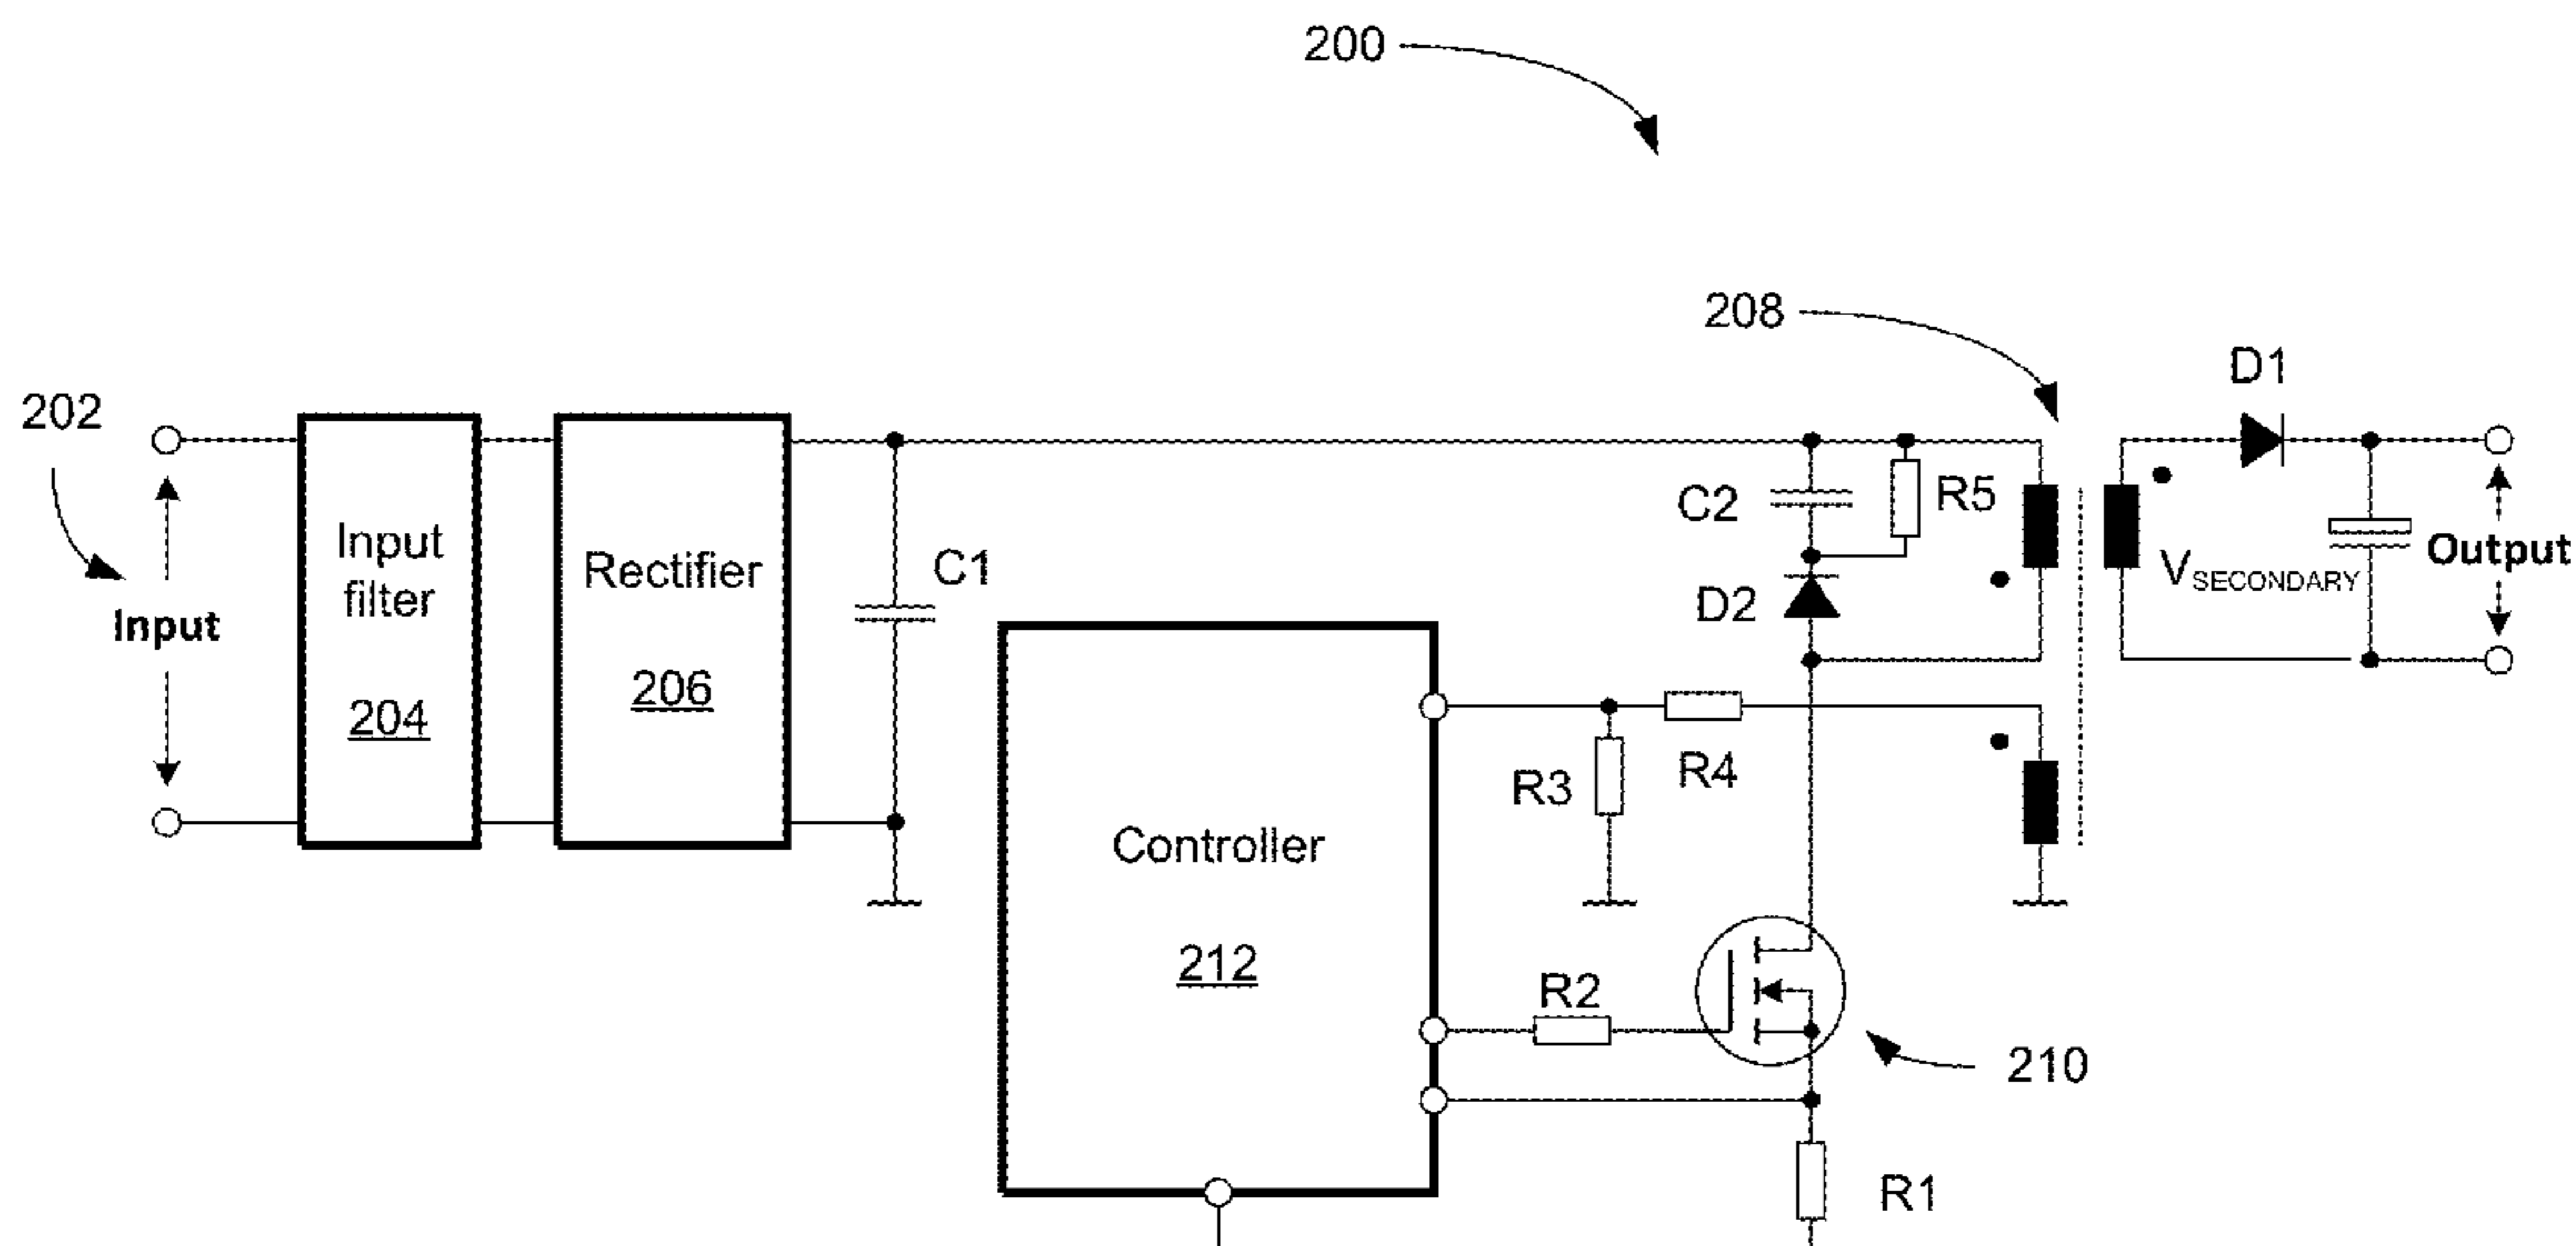 200
208
D1
202
C2
R5
Input
filter
204
Rectifier
206
C1
Input
D2
V_SECONDARY
Output
R3
R4
Controller
212
R2
210
R1